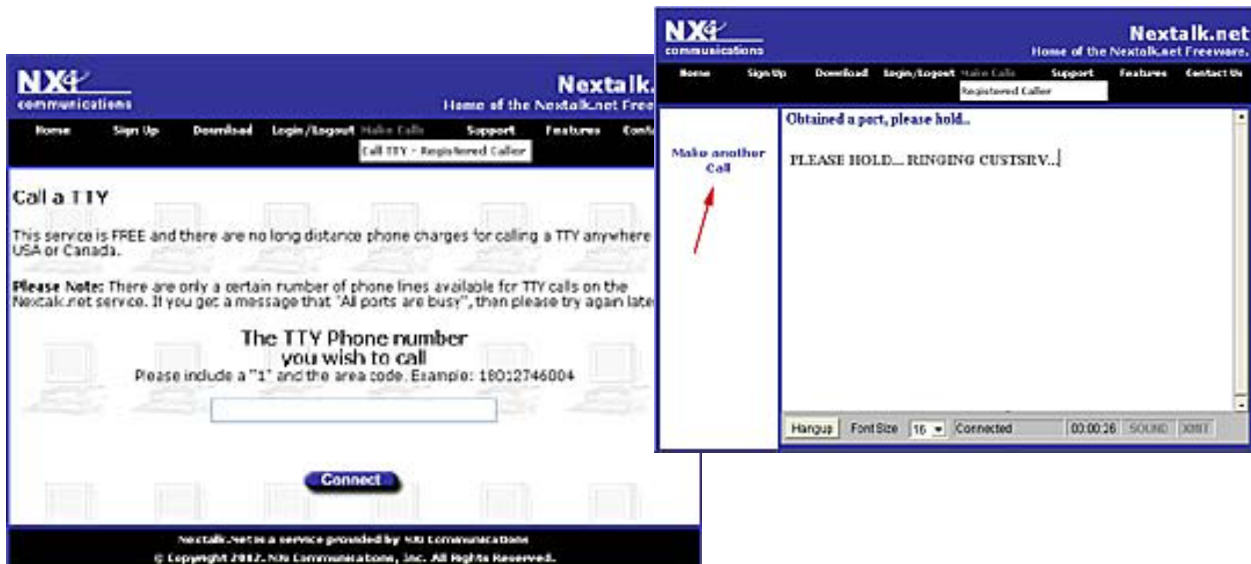 NXi
communications
Nextalk.
Home of the Nextalk.net Free
Home Sign Up Download Login/Logout Make Calls Support Features Conta
Call TTY - Registered Caller
Call a TTY
This service is FREE and there are no long distance phone charges for calling a TTY anywhere
USA or Canada.
Please Note: There are only a certain number of phone lines available for TTY calls on the
Nextalk.net service. If you get a message that "All ports are busy", then please try again late
The TTY Phone number
you wish to call
Please include a "1" and the area code. Example: 18012746004
Connect
Nextalk.Net is a service provided by NXi Communications
© Copyright 2002. NXi Communications, Inc. All Rights Reserved.
NXi
communications
Nextalk.net
Home of the Nextalk.net Freeware.
Home Sign Up Download Login/Logout Make Calls Support Features Contact Us
Registered Caller
Make another
Call
Obtained a port, please hold..
PLEASE HOLD.... RINGING CUSTSRV...
Hangup Font Size 16 Connected 00:00:26 SOUND XMIT